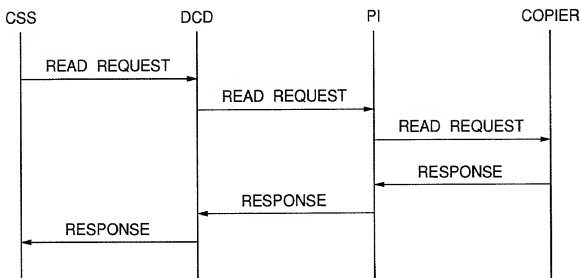 CSS DCD PI COPIER
READ REQUEST
READ REQUEST
READ REQUEST
RESPONSE
RESPONSE
RESPONSE